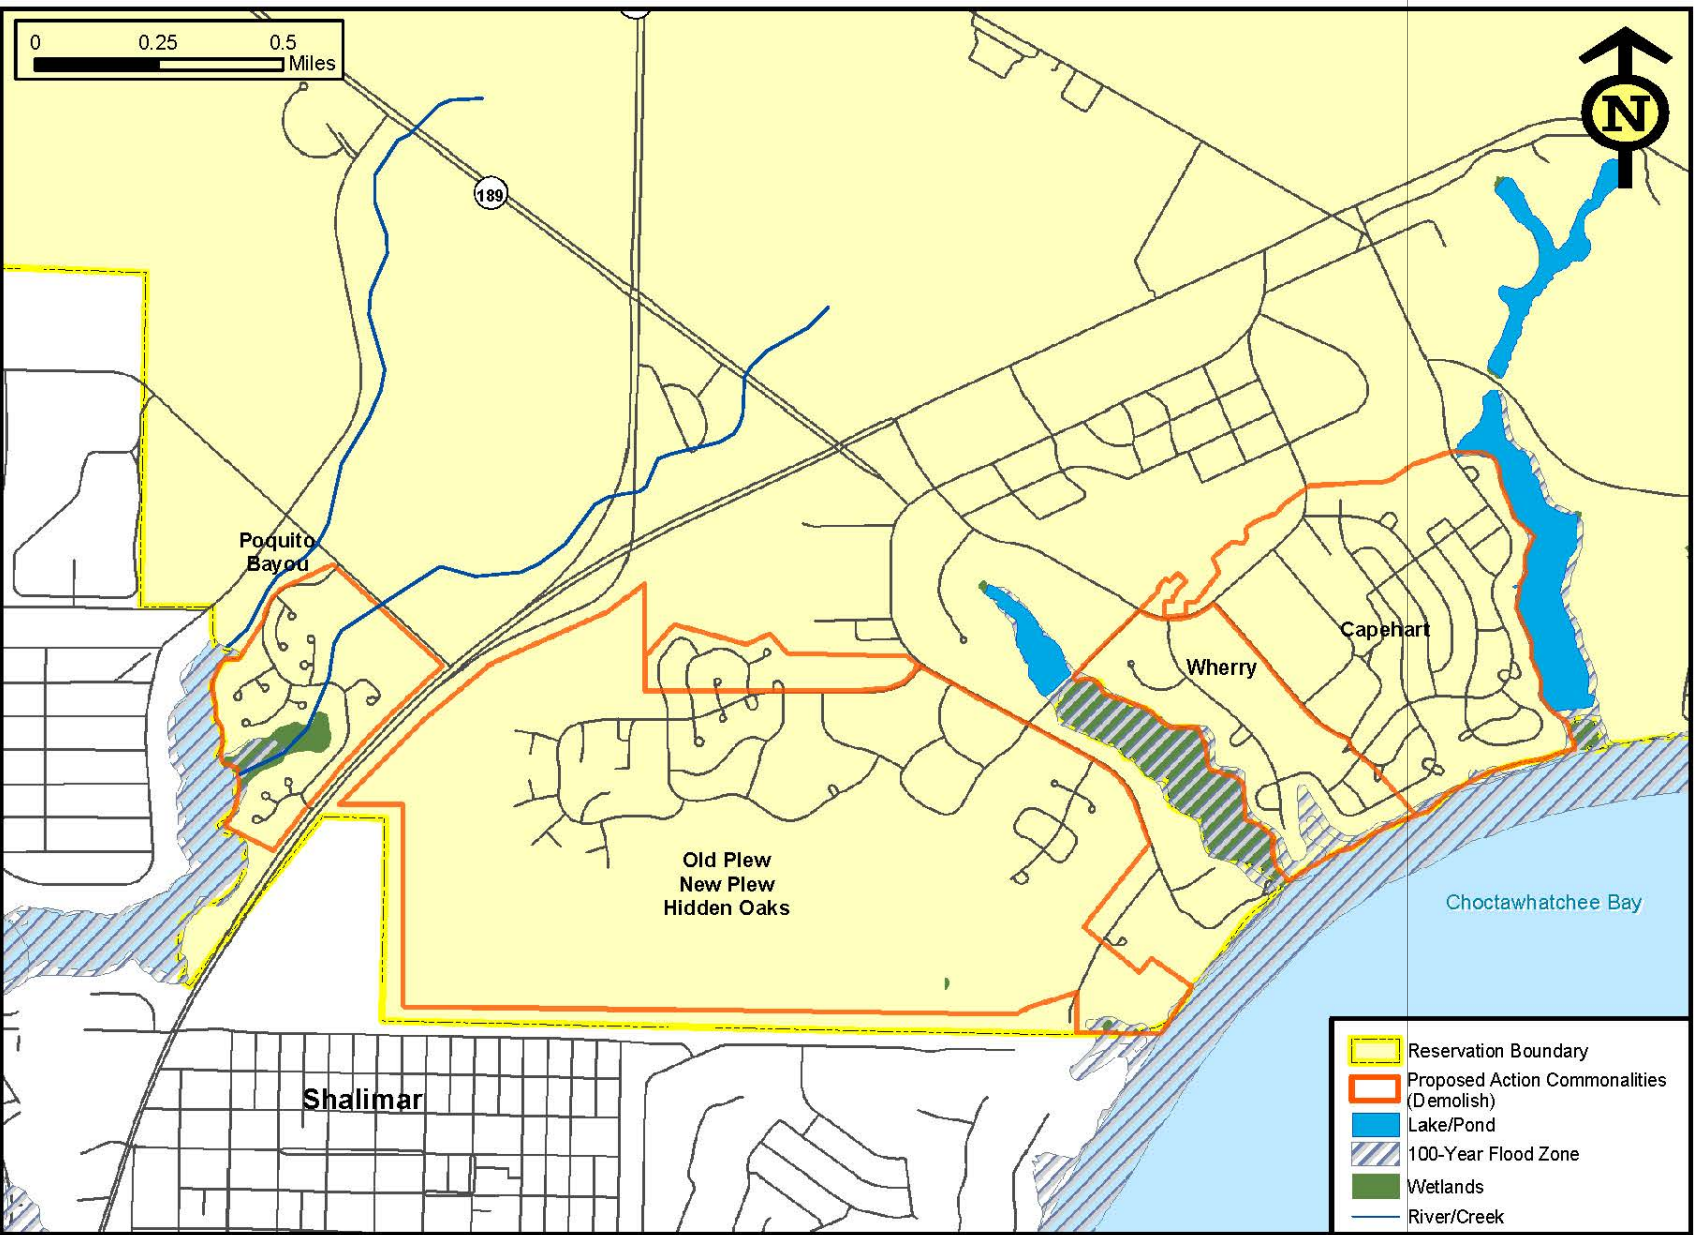 0 0.25 0.5
Miles
N
189
Poquito
Bayou
Capehart
Wherry
Old Plew
New Plew
Hidden Oaks
Choctawhatchee Bay
Shalimar
Reservation Boundary
Proposed Action Commonalities
(Demolish)
Lake/Pond
100-Year Flood Zone
Wetlands
River/Creek